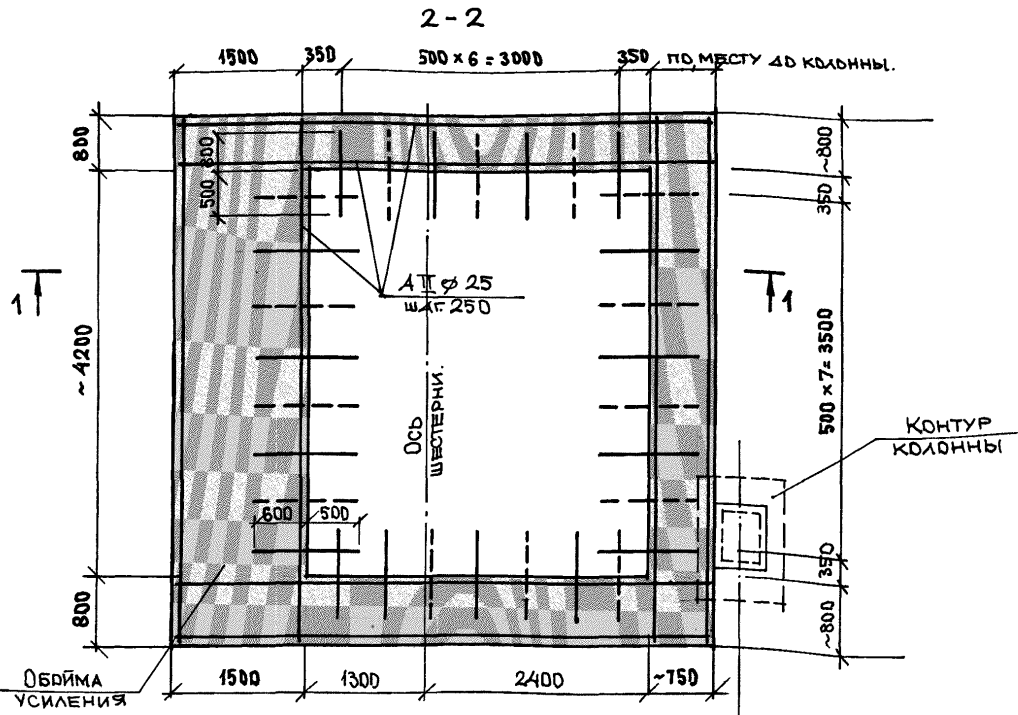 2-2
1500
350
500 x 6 = 3000
350
ПО МЕСТУ ДО КОЛОННЫ.
800
800
500
~800
350
АII ø 25
ШАГ 250
1
1
~4200
500 x 7 = 3500
ОСЬ
ШЕСТЕРНИ.
КОНТУР
КОЛОННЫ
600
500
350
800
~800
ОБОЙМА
УСИЛЕНИЯ
1500
1300
2400
~750